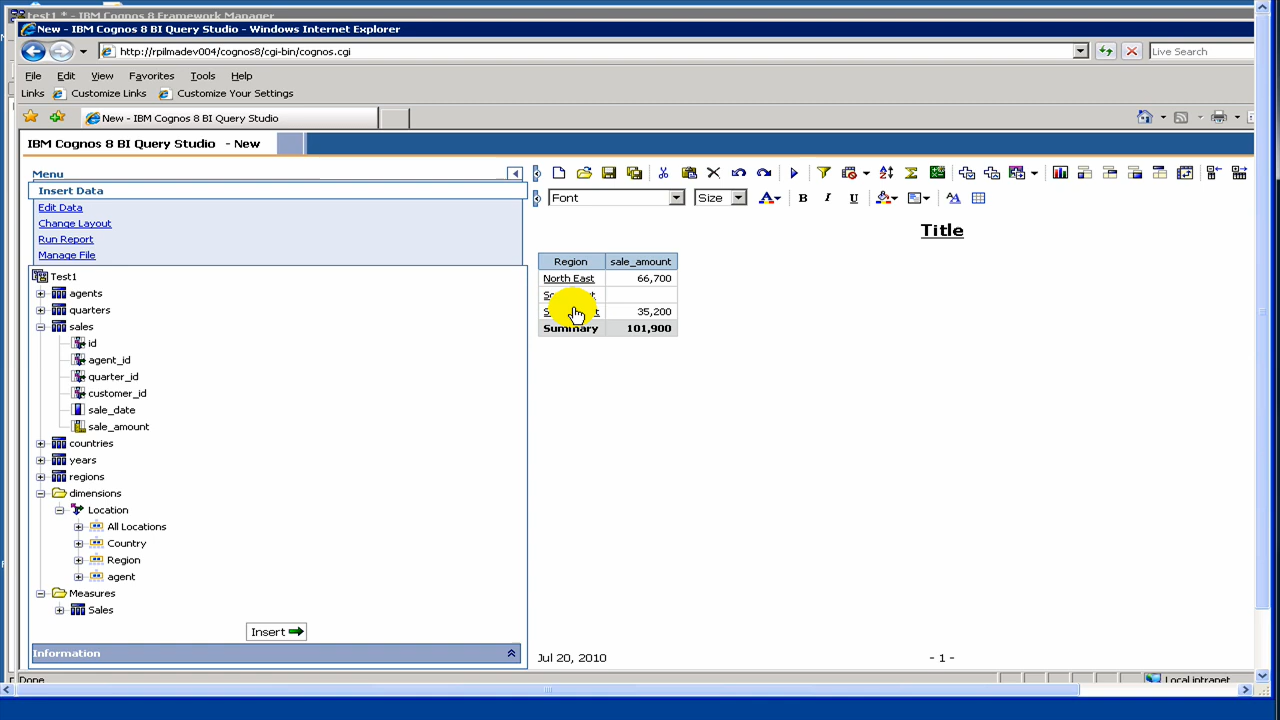 test1 * - IBM Cognos 8 Framework Manager
New - IBM Cognos 8 BI Query Studio - Windows Internet Explorer
http://rpilmadev004/cognos8/cgi-bin/cognos.cgi
Live Search
File Edit View Favorites Tools Help
Links Customize Links Customize Your Settings
New - IBM Cognos 8 BI Query Studio
IBM Cognos 8 BI Query Studio - New
Menu
Insert Data
Edit Data
Change Layout
Run Report
Manage File
Test1
agents
quarters
sales
id
agent_id
quarter_id
customer_id
sale_date
sale_amount
countries
years
regions
dimensions
Location
All Locations
Country
Region
agent
Measures
Sales
Insert
Information
Font Size B I U
Title
Region sale_amount
North East 66,700
35,200
Summary 101,900
Jul 20, 2010 - 1 -
Done Local intranet